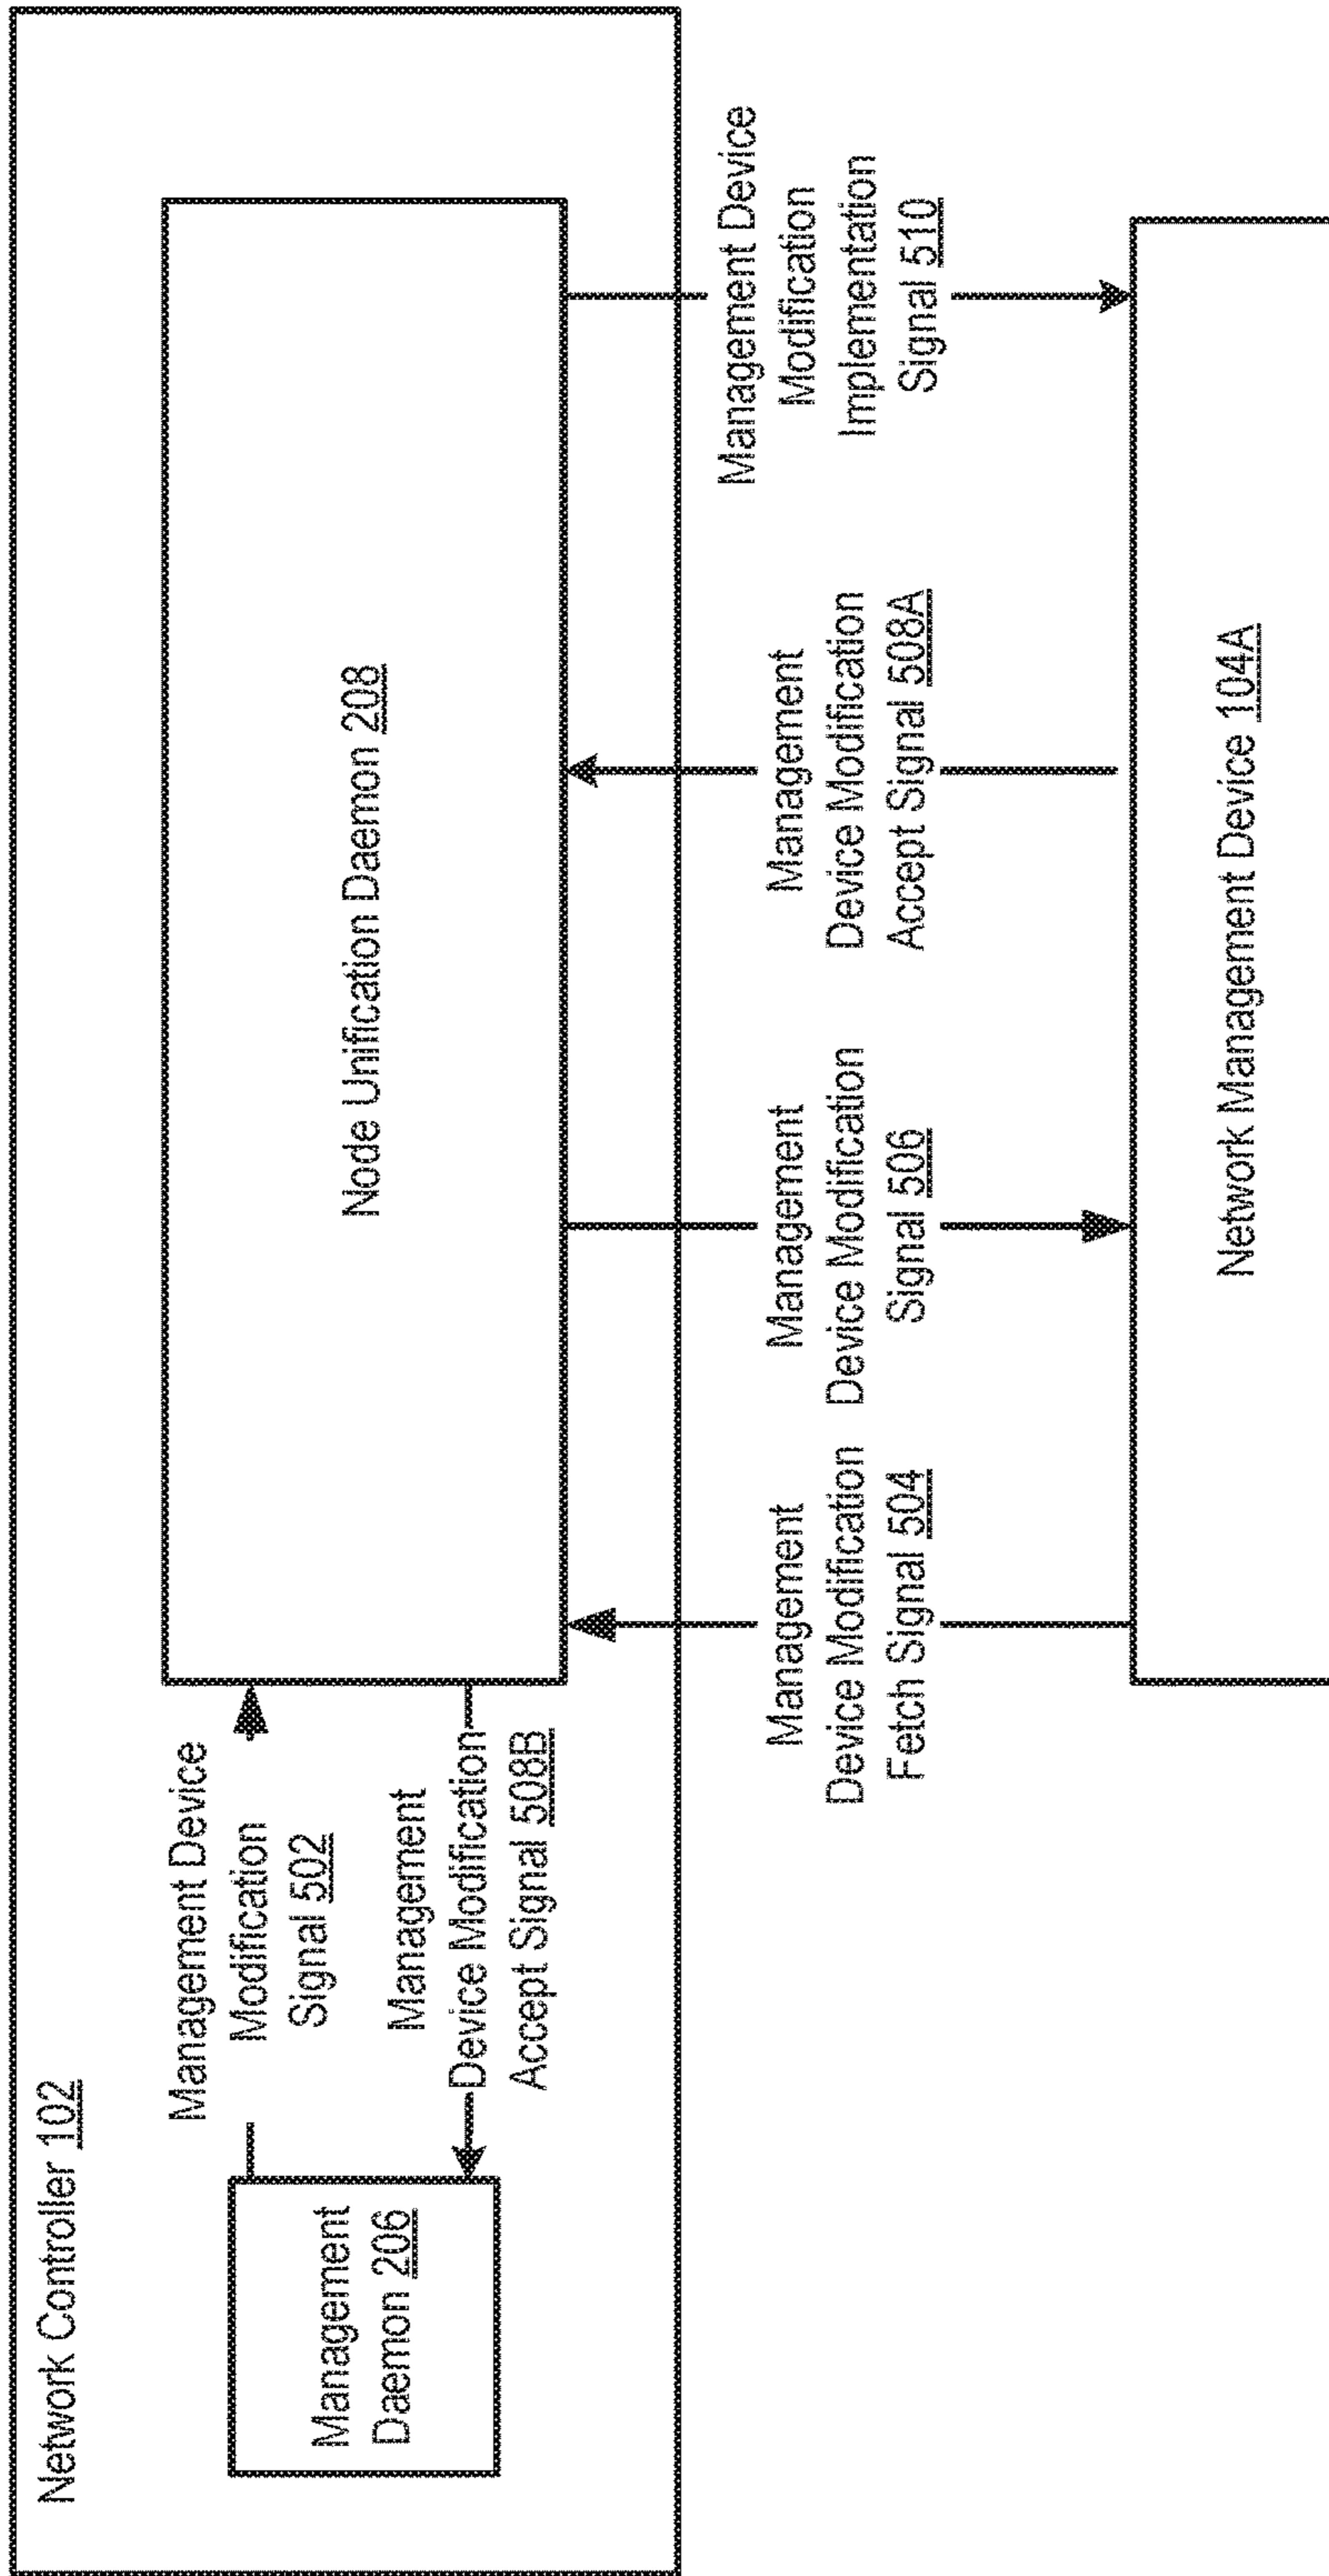 Network Controller 102
Management
Daemon 206
Management Device
Modification
Signal 502
Management
Device Modification
Accept Signal 508B
Node Unification Daemon 208
Management
Device Modification
Fetch Signal 504
Management
Device Modification
Signal 506
Management
Device Modification
Accept Signal 508A
Management Device
Modification
Implementation
Signal 510
Network Management Device 104A